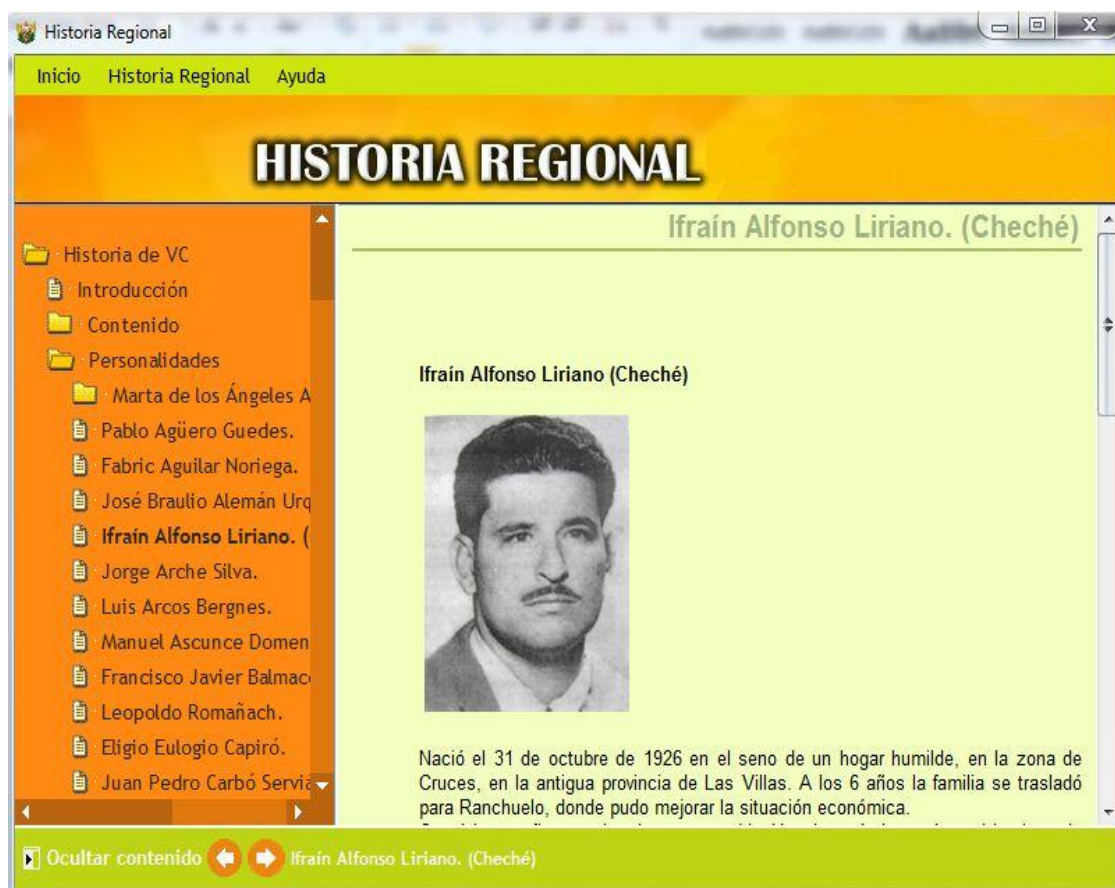 Historia Regional
Inicio Historia Regional Ayuda
HISTORIA REGIONAL
Historia de VC
Introducción
Contenido
Personalidades
Marta de los Ángeles A
Pablo Agüero Guedes.
Fabric Aguilar Noriega.
José Braulio Alemán Urq
Ifraín Alfonso Liriano. (
Jorge Arche Silva.
Luis Arcos Bergnes.
Manuel Ascunce Domen
Francisco Javier Balmac
Leopoldo Romañach.
Eligio Eulogio Capiró.
Juan Pedro Carbó Servia
Ifraín Alfonso Liriano. (Cheché)
Ifraín Alfonso Liriano (Cheché)
Nació el 31 de octubre de 1926 en el seno de un hogar humilde, en la zona de
Cruces, en la antigua provincia de Las Villas. A los 6 años la familia se trasladó
para Ranchuelo, donde pudo mejorar la situación económica.
Ocultar contenido Ifraín Alfonso Liriano. (Cheché)